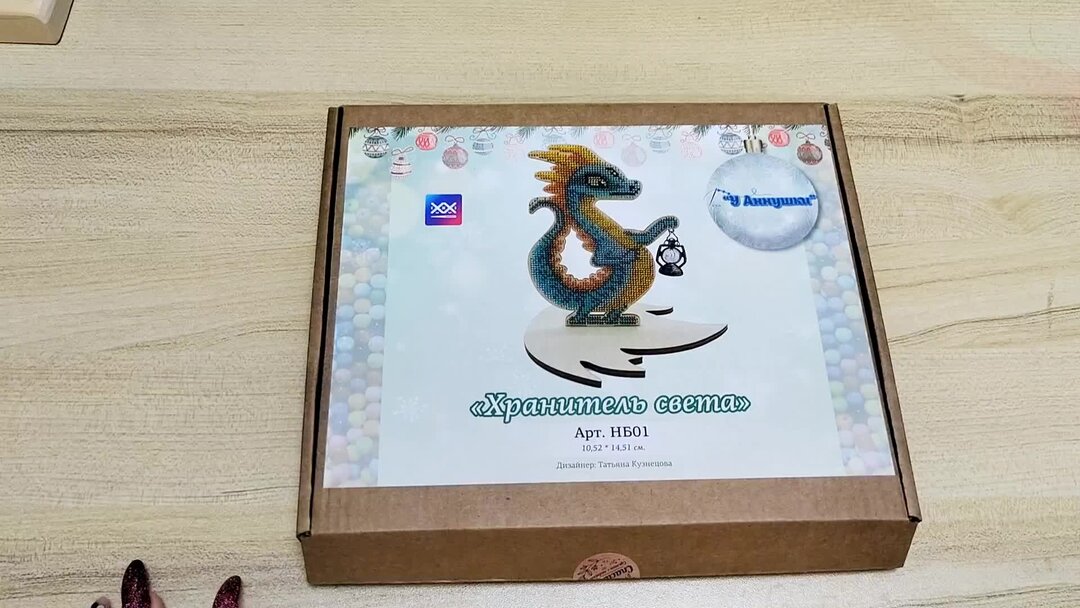 "У Аннушки"
«Хранитель света»
Арт. НБ01
10,52 * 14,51 см.
Дизайнер: Татьяна Кузнецова